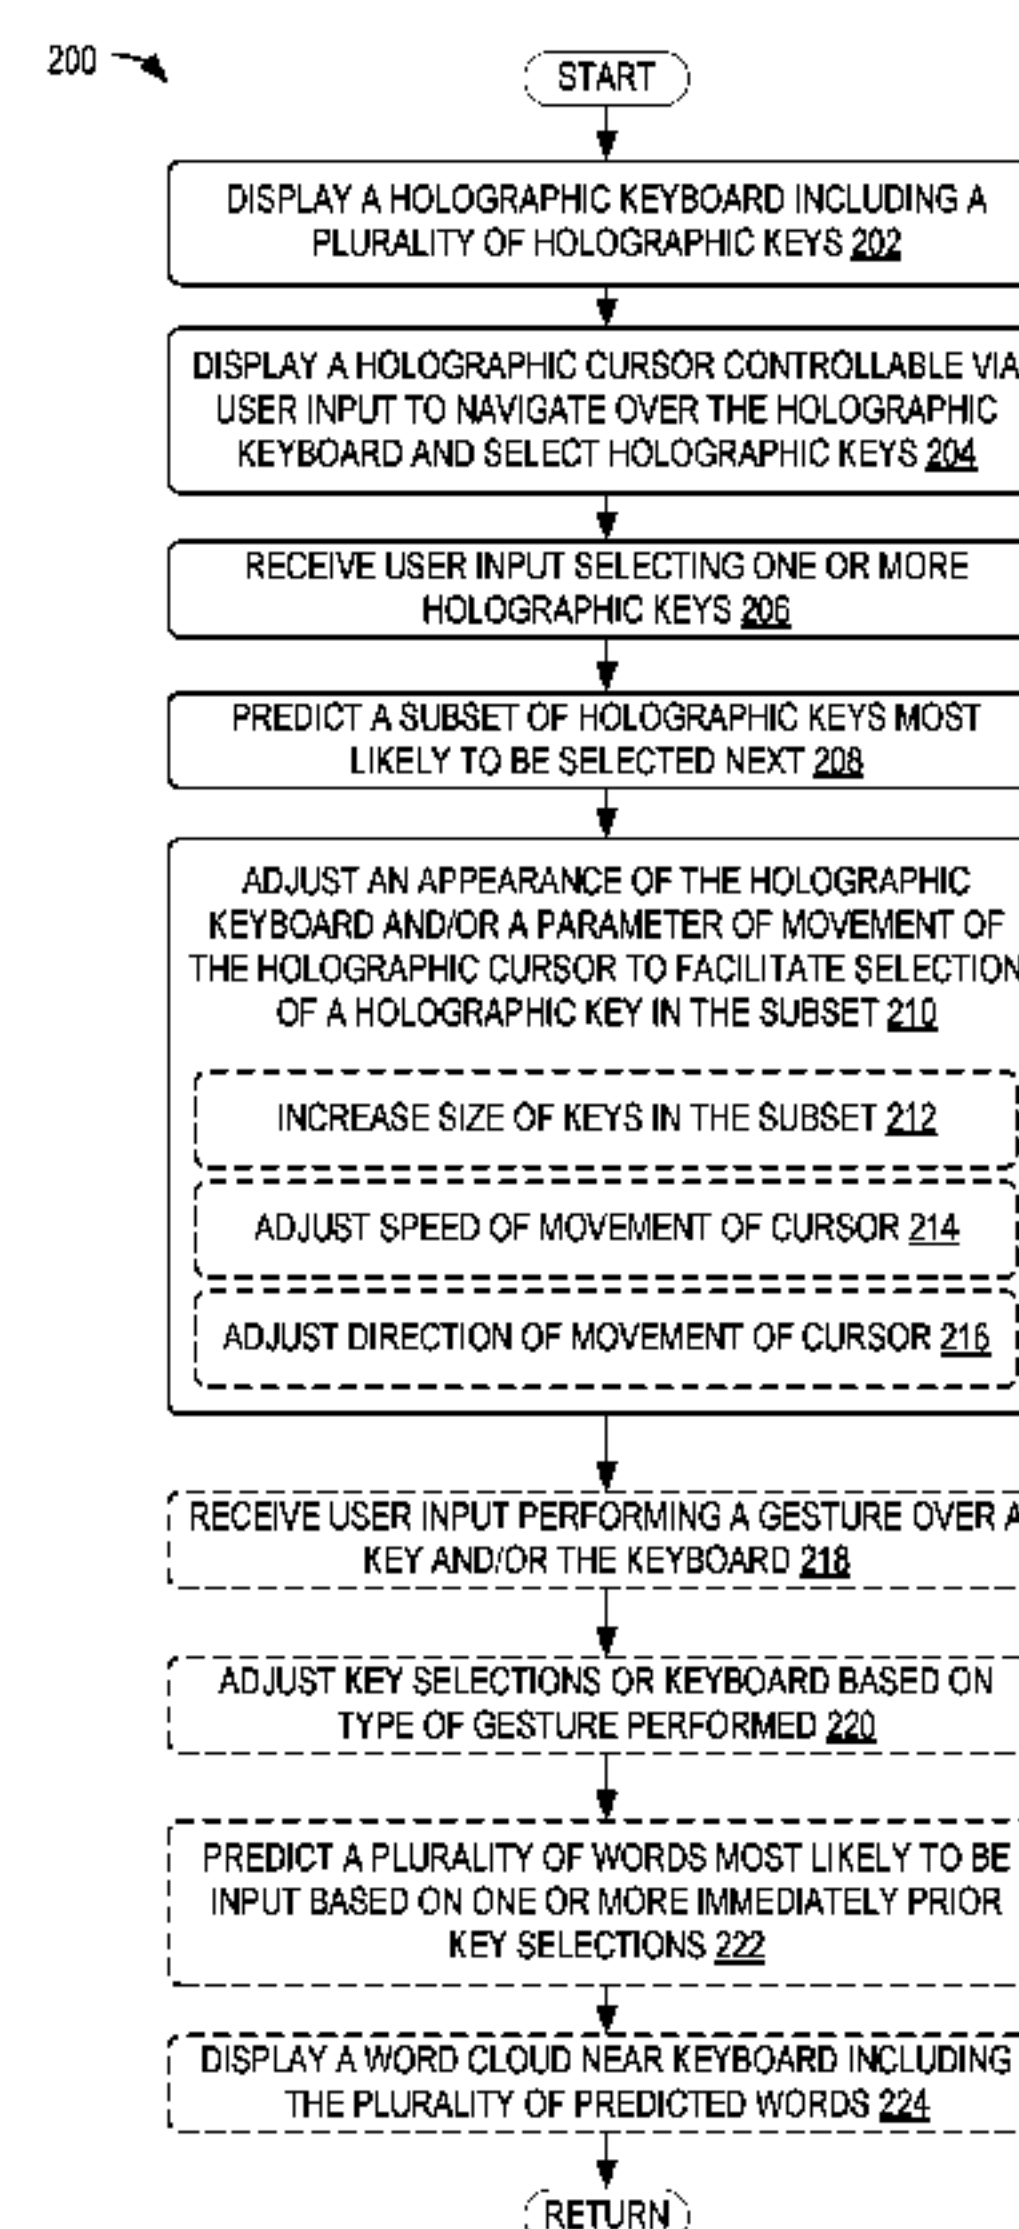 200
START
DISPLAY A HOLOGRAPHIC KEYBOARD INCLUDING A
PLURALITY OF HOLOGRAPHIC KEYS 202
DISPLAY A HOLOGRAPHIC CURSOR CONTROLLABLE VIA
USER INPUT TO NAVIGATE OVER THE HOLOGRAPHIC
KEYBOARD AND SELECT HOLOGRAPHIC KEYS 204
RECEIVE USER INPUT SELECTING ONE OR MORE
HOLOGRAPHIC KEYS 206
PREDICT A SUBSET OF HOLOGRAPHIC KEYS MOST
LIKELY TO BE SELECTED NEXT 208
ADJUST AN APPEARANCE OF THE HOLOGRAPHIC
KEYBOARD AND/OR A PARAMETER OF MOVEMENT OF
THE HOLOGRAPHIC CURSOR TO FACILITATE SELECTION
OF A HOLOGRAPHIC KEY IN THE SUBSET 210
INCREASE SIZE OF KEYS IN THE SUBSET 212
ADJUST SPEED OF MOVEMENT OF CURSOR 214
ADJUST DIRECTION OF MOVEMENT OF CURSOR 216
RECEIVE USER INPUT PERFORMING A GESTURE OVER A
KEY AND/OR THE KEYBOARD 218
ADJUST KEY SELECTIONS OR KEYBOARD BASED ON
TYPE OF GESTURE PERFORMED 220
PREDICT A PLURALITY OF WORDS MOST LIKELY TO BE
INPUT BASED ON ONE OR MORE IMMEDIATELY PRIOR
KEY SELECTIONS 222
DISPLAY A WORD CLOUD NEAR KEYBOARD INCLUDING
THE PLURALITY OF PREDICTED WORDS 224
RETURN